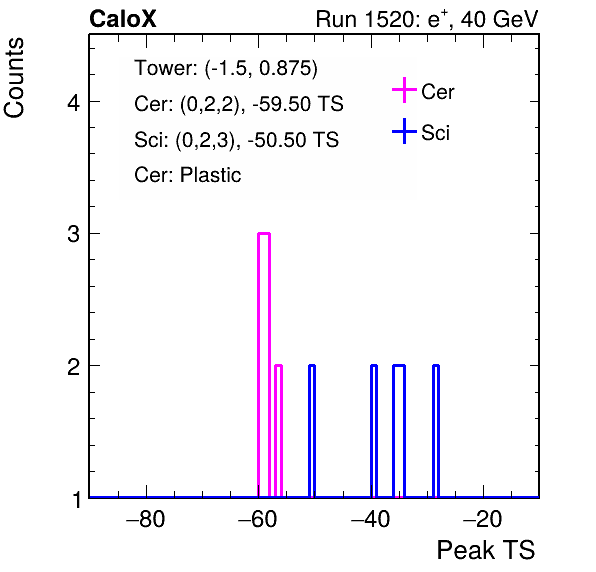 CaloX Run 1520: e+, 40 GeV
Counts
Tower: (-1.5, 0.875)
Cer: (0,2,2), -59.50 TS
Sci: (0,2,3), -50.50 TS
Cer: Plastic
Cer
Sci
4
3
2
1
−80 −60 −40 −20
Peak TS